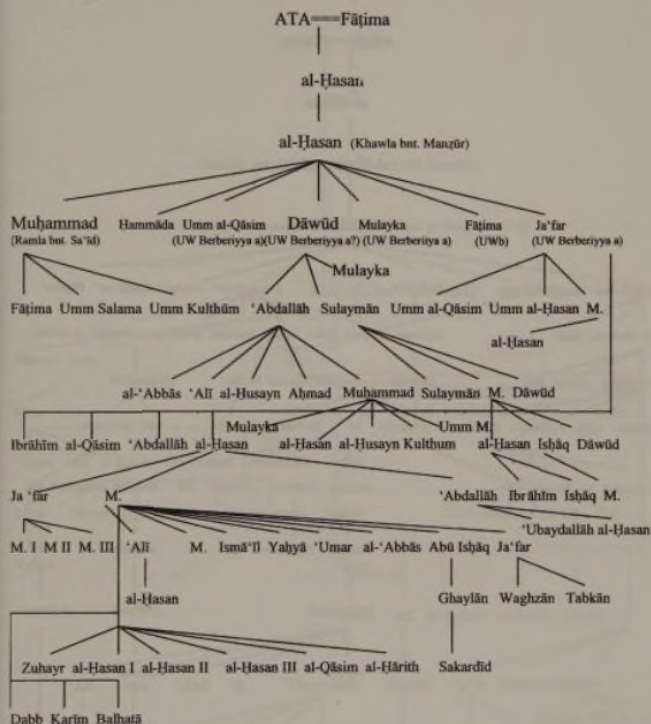 ATA Fāṭima
al-Ḥasan
al-Ḥasan (Khawla bnt. Manẓūr)
Muḥammad Hammāda Umm al-Qāsim Dāwūd Mulayka Fāṭima Ja‘far
(Ramla bnt. Sa‘īd) (UW Berberiyya a)(UW Berberiyya a?) (UW Berberitya a) (UWb) (UW Berberiyya a)
Mulayka
Fāṭima Umm Salama Umm Kulthūm ‘Abdallāh Sulaymān Umm al-Qāsim Umm al-Ḥasan M.
al-Ḥasan
al-‘Abbās ‘Alī al-Ḥusayn Aḥmad Muḥammad Sulaymān M. Dāwūd
Mulayka Umm M.
Ibrāhīm al-Qāsim ‘Abdallāh al-Ḥasan al-Ḥasan al-Ḥusayn Kulthum al-Ḥasan Isḥāq Dāwūd
Ja ‘far M. ‘Abdallāh Ibrāhīm Isḥāq M.
‘Ubaydallāh al-Ḥasan
M. I M II M. III ‘Alī M. Ismā‘īl Yaḥyā ‘Umar al-‘Abbās Abū Isḥāq Ja‘far
al-Ḥasan Ghaylān Waghzān Tabkān
Zuhayr al-Ḥasan I al-Ḥasan II al-Ḥasan III al-Qāsim al-Ḥārith Sakardīd
Dabb Karīm Balhatā